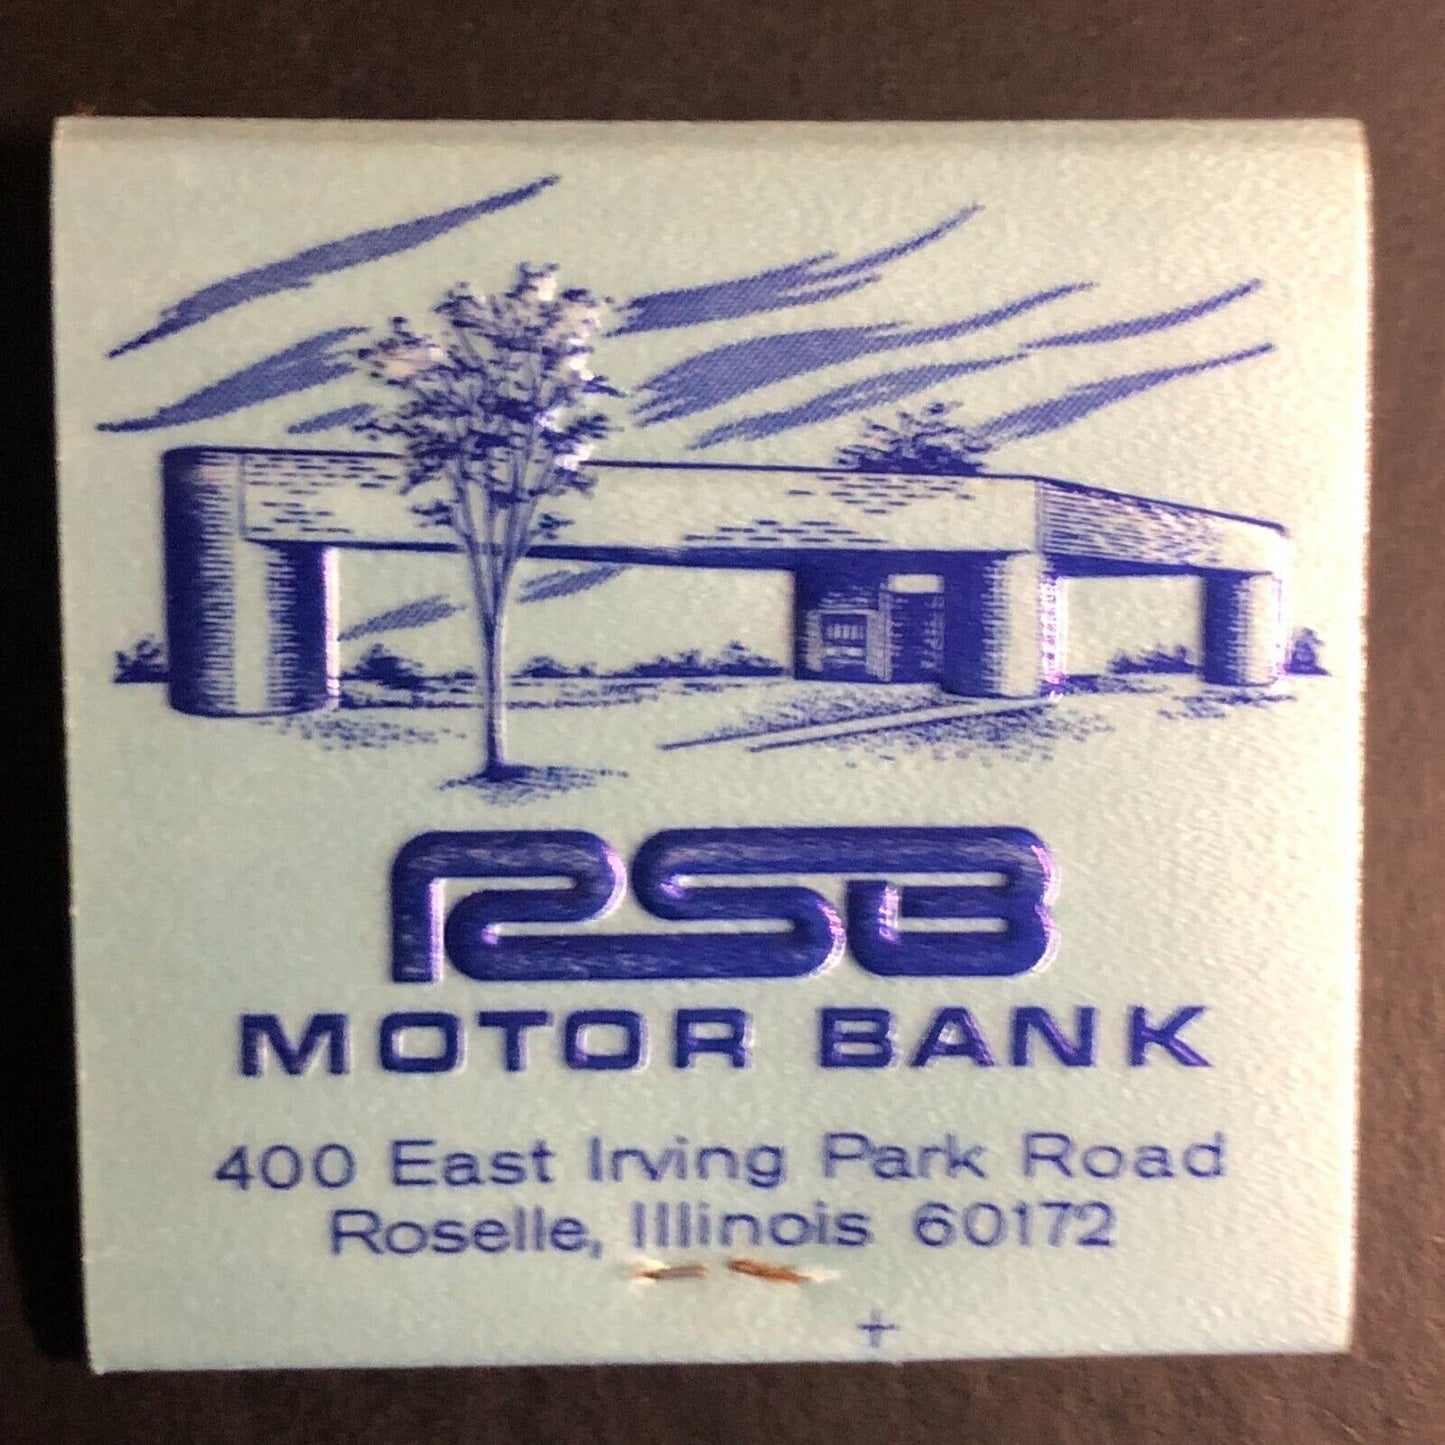 RSB
MOTOR BANK
400 East Irving Park Road
Roselle, Illinois 60172